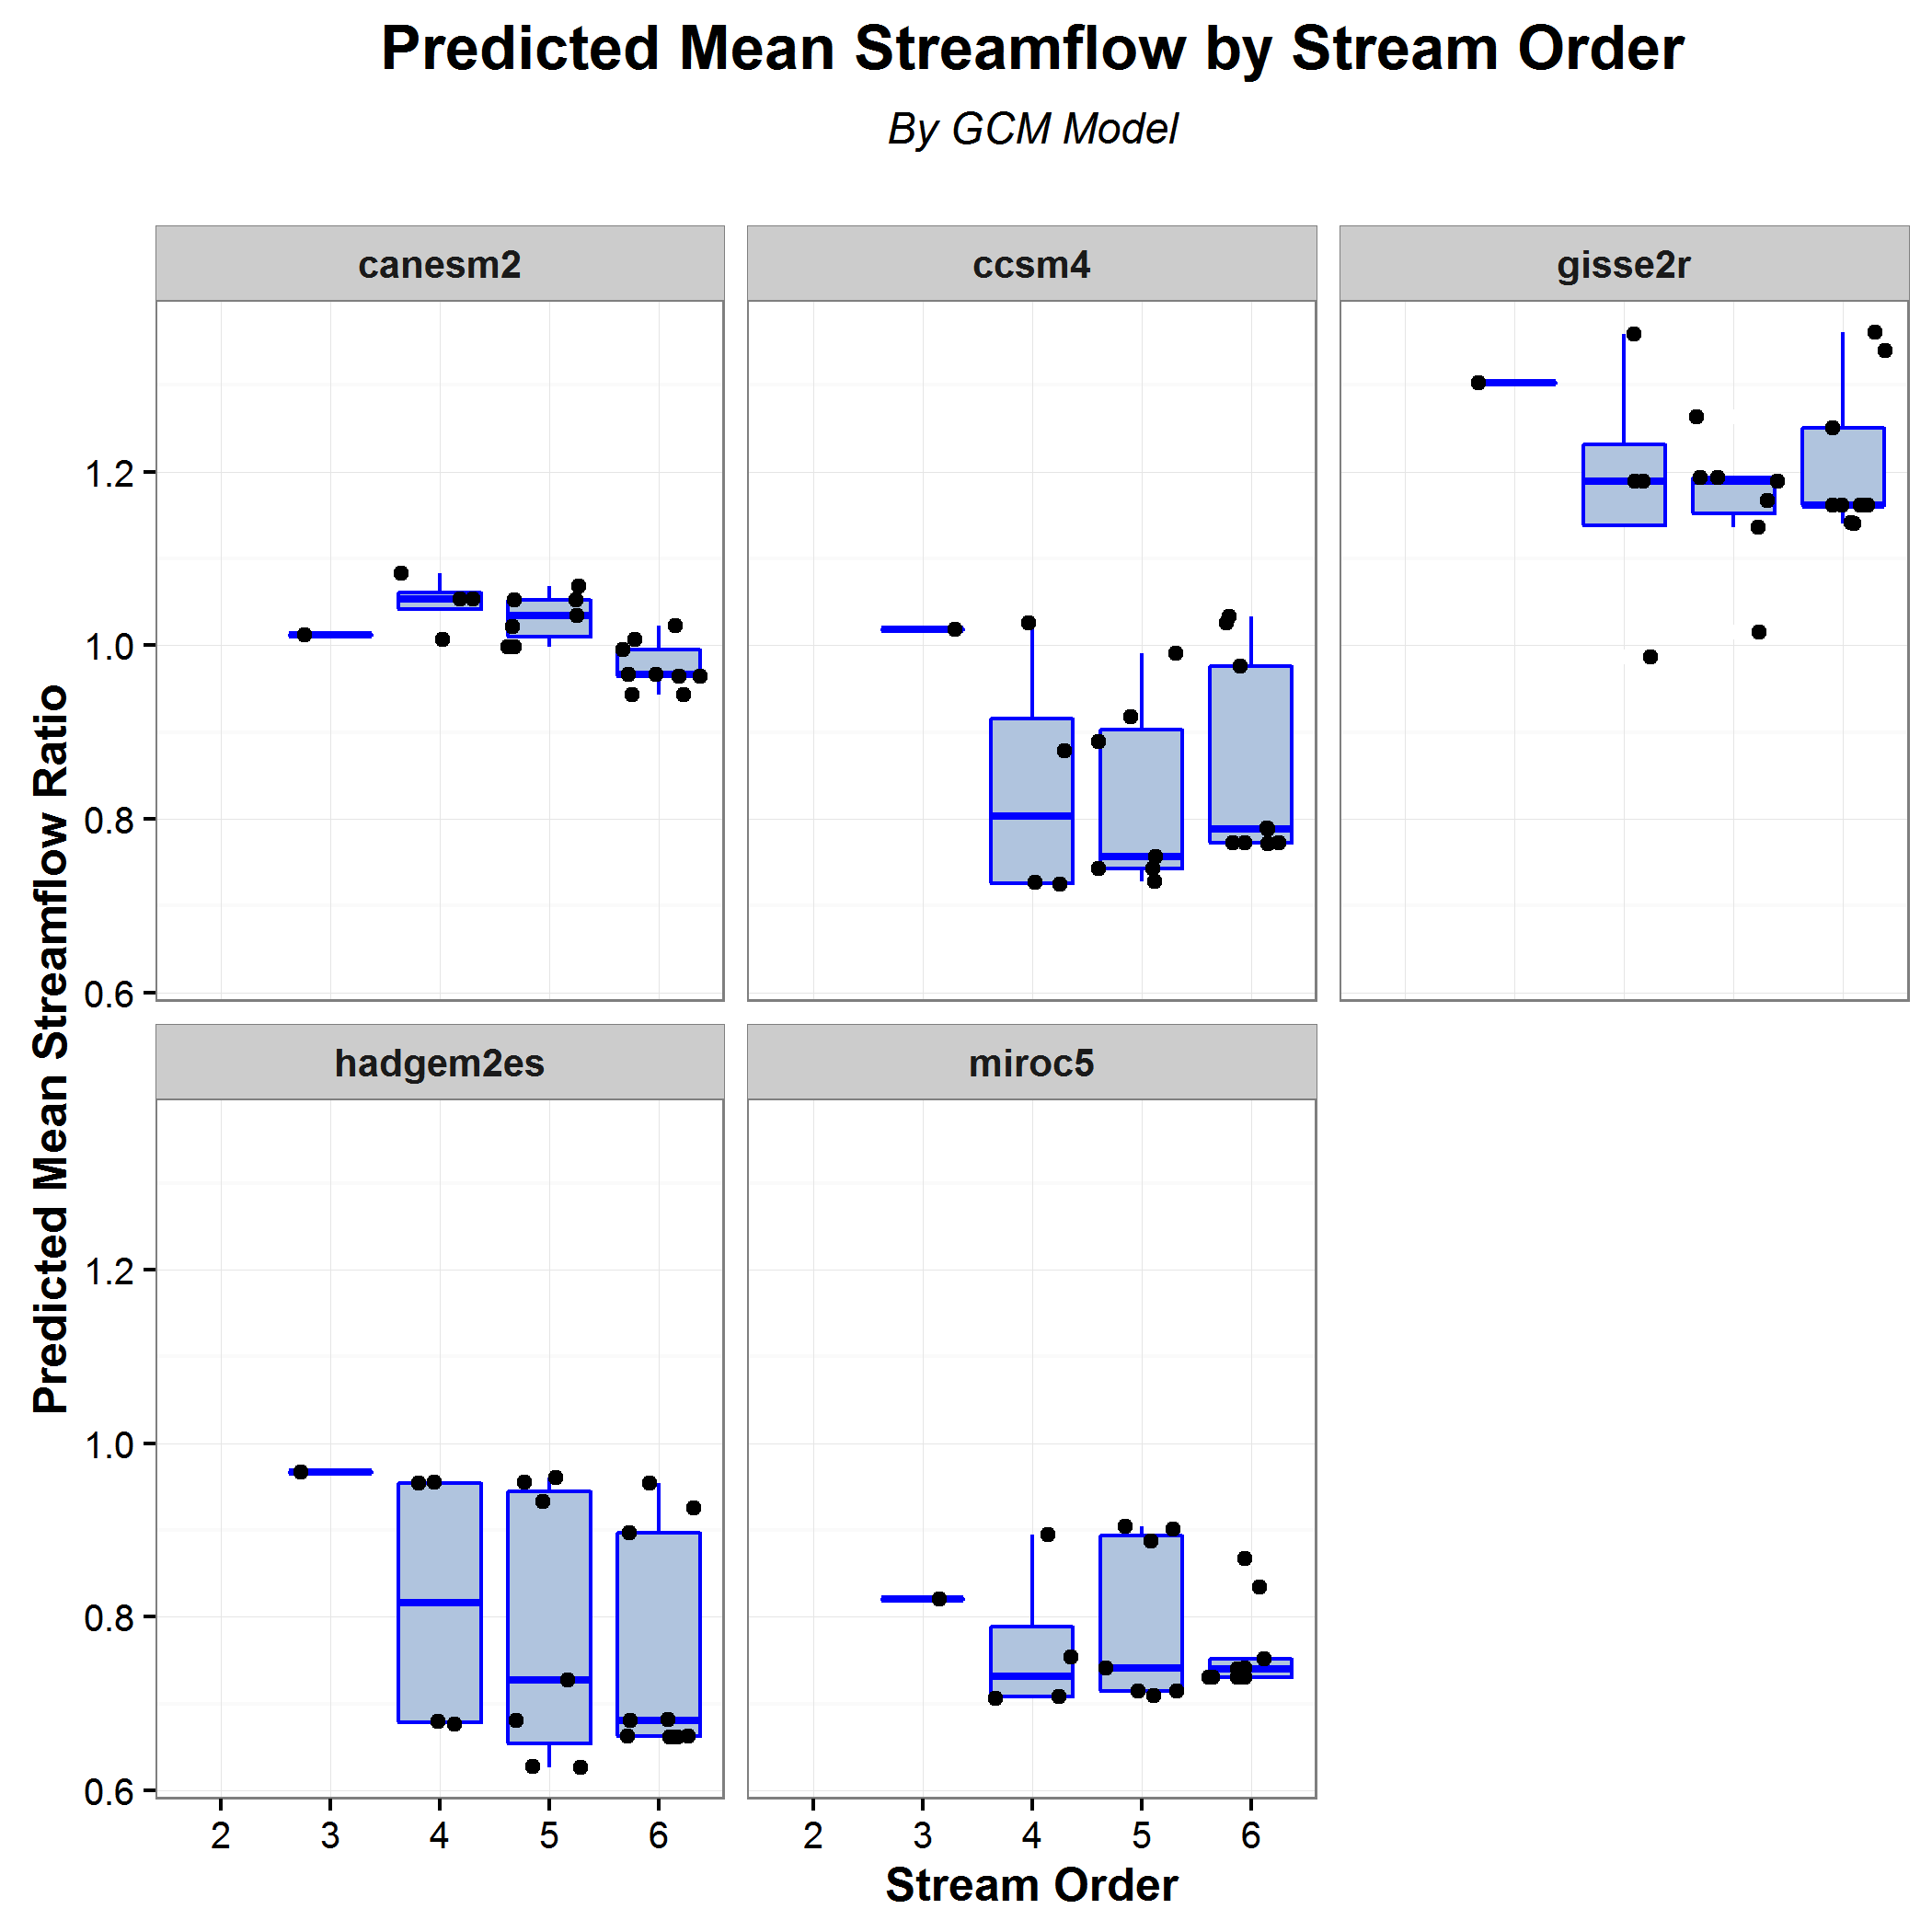 Predicted Mean Streamflow by Stream Order
By GCM Model
canesm2
ccsm4
gisse2r
1.2
1.0
0.8
0.6
Predicted Mean Streamflow Ratio
hadgem2es
miroc5
1.2
1.0
0.8
0.6
2 3 4 5 6
2 3 4 5 6
Stream Order